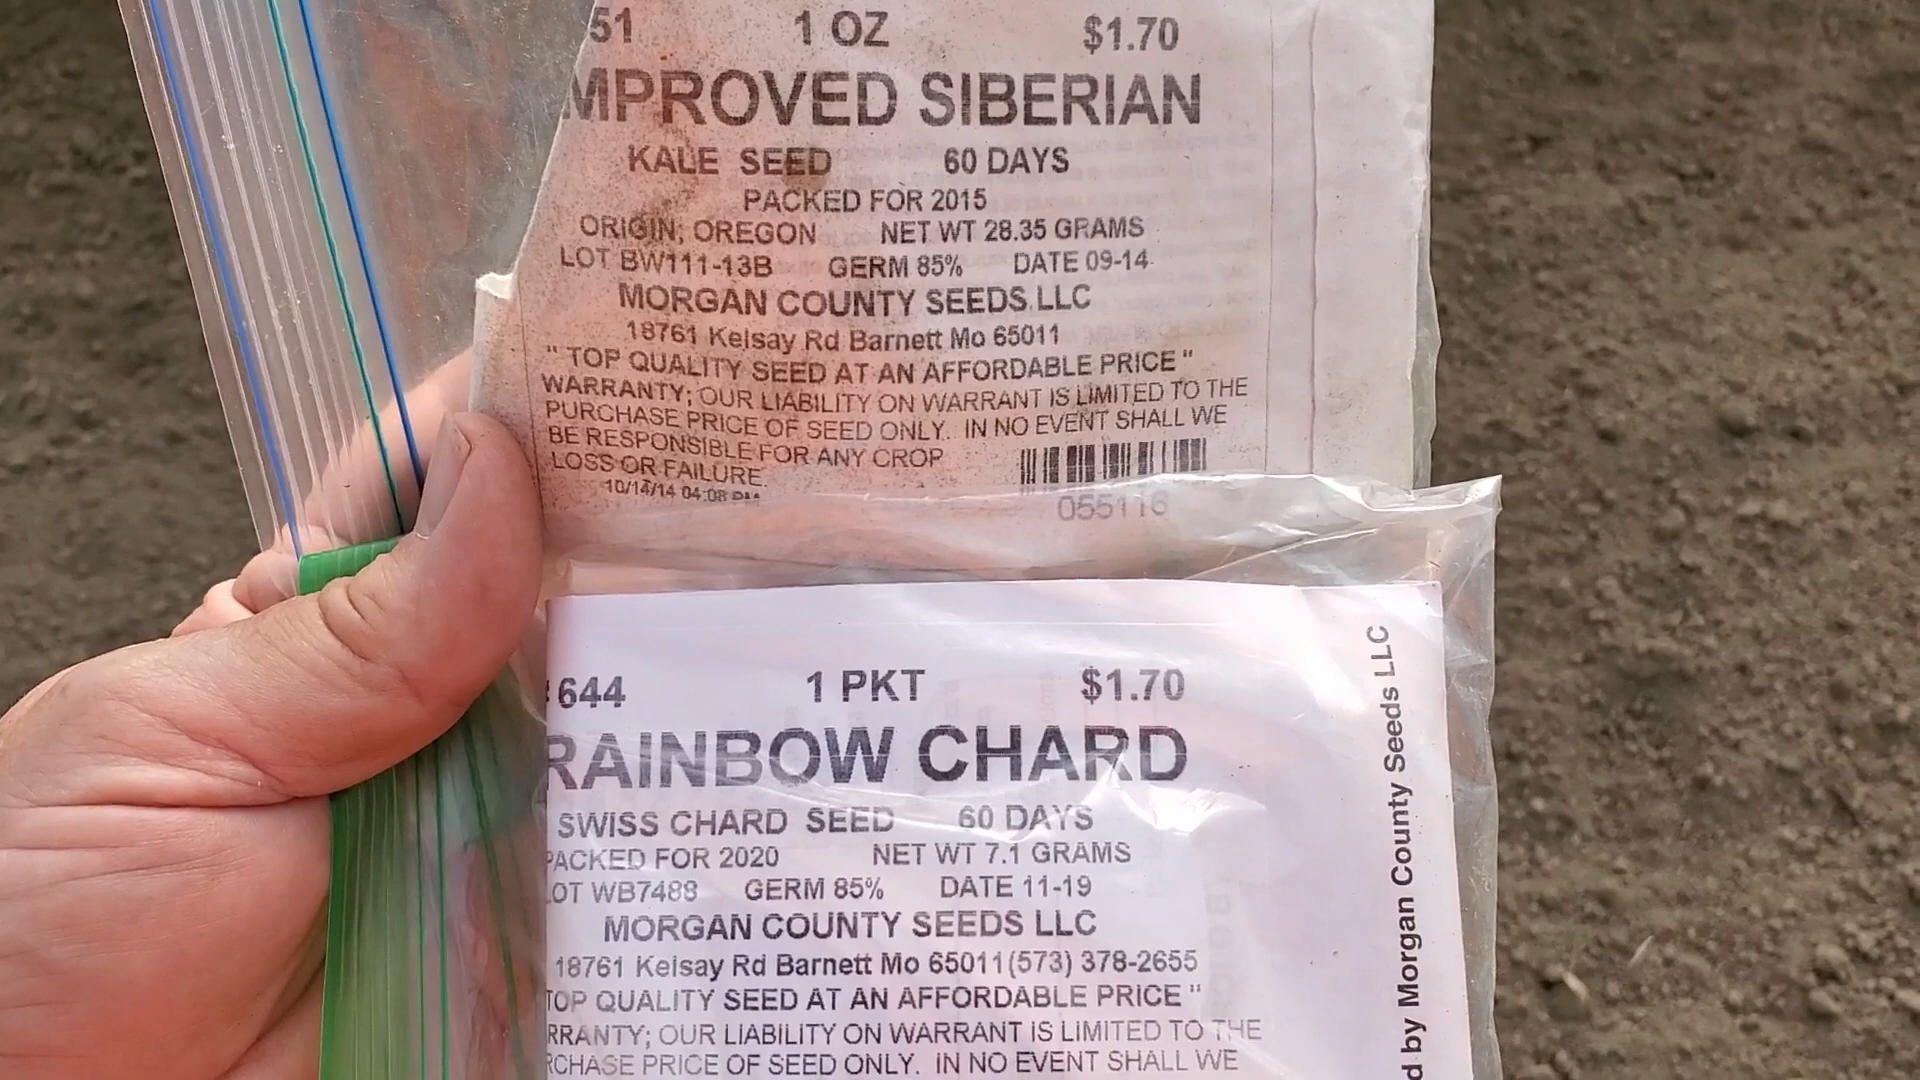 51 1 OZ $1.70
MPROVED SIBERIAN
KALE SEED 60 DAYS
PACKED FOR 2015
ORIGIN; OREGON NET WT 28.35 GRAMS
LOT BW111-13B GERM 85% DATE 09-14
MORGAN COUNTY SEEDS LLC
18761 Kelsay Rd Barnett Mo 65011
" TOP QUALITY SEED AT AN AFFORDABLE PRICE "
WARRANTY; OUR LIABILITY ON WARRANT IS LIMITED TO THE
PURCHASE PRICE OF SEED ONLY. IN NO EVENT SHALL WE
BE RESPONSIBLE FOR ANY CROP
LOSS OR FAILURE.
10/14/14 04:08 PM
055116
644 1 PKT $1.70
RAINBOW CHARD
SWISS CHARD SEED 60 DAYS
PACKED FOR 2020 NET WT 7.1 GRAMS
LOT WB7488 GERM 85% DATE 11-19
MORGAN COUNTY SEEDS LLC
18761 Kelsay Rd Barnett Mo 65011(573) 378-2655
TOP QUALITY SEED AT AN AFFORDABLE PRICE "
RRANTY; OUR LIABILITY ON WARRANT IS LIMITED TO THE
RCHASE PRICE OF SEED ONLY. IN NO EVENT SHALL WE
d by Morgan County Seeds LLC